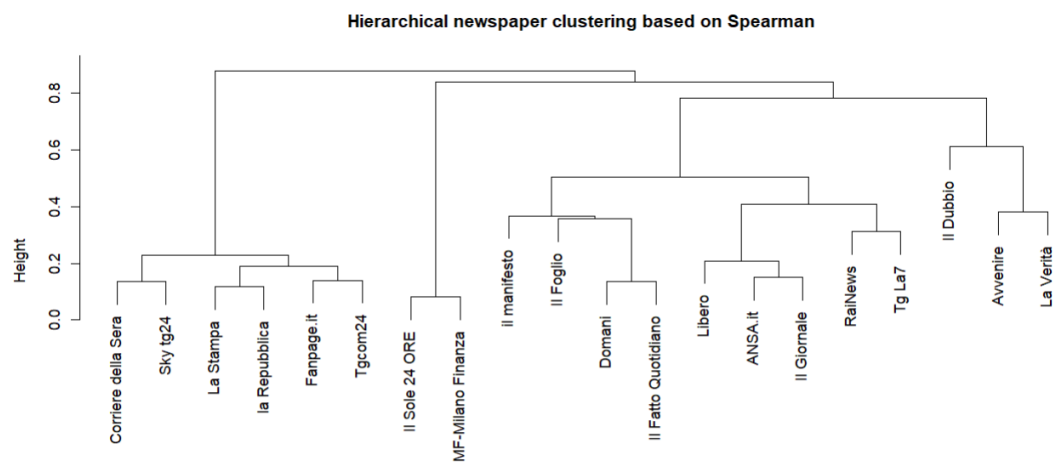 Hierarchical newspaper clustering based on Spearman
Height
0.0
0.2
0.4
0.6
0.8
Corriere della Sera
Sky tg24
La Stampa
la Repubblica
Fanpage.it
Tgcom24
Il Sole 24 ORE
MF-Milano Finanza
il manifesto
Il Foglio
Domani
Il Fatto Quotidiano
Libero
ANSA.it
Il Giornale
RaiNews
Tg La7
Il Dubbio
Avvenire
La Verità